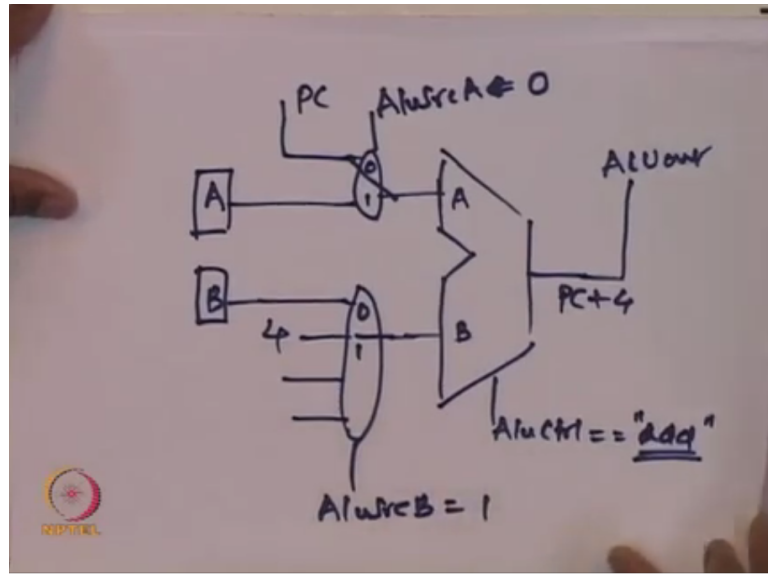 PC
AluSrcA ⇐ 0
0
1
A
A
ALUout
B
0
4
1
B
PC+4
AluCtrl == "add"
AluSrcB = 1
NPTEL